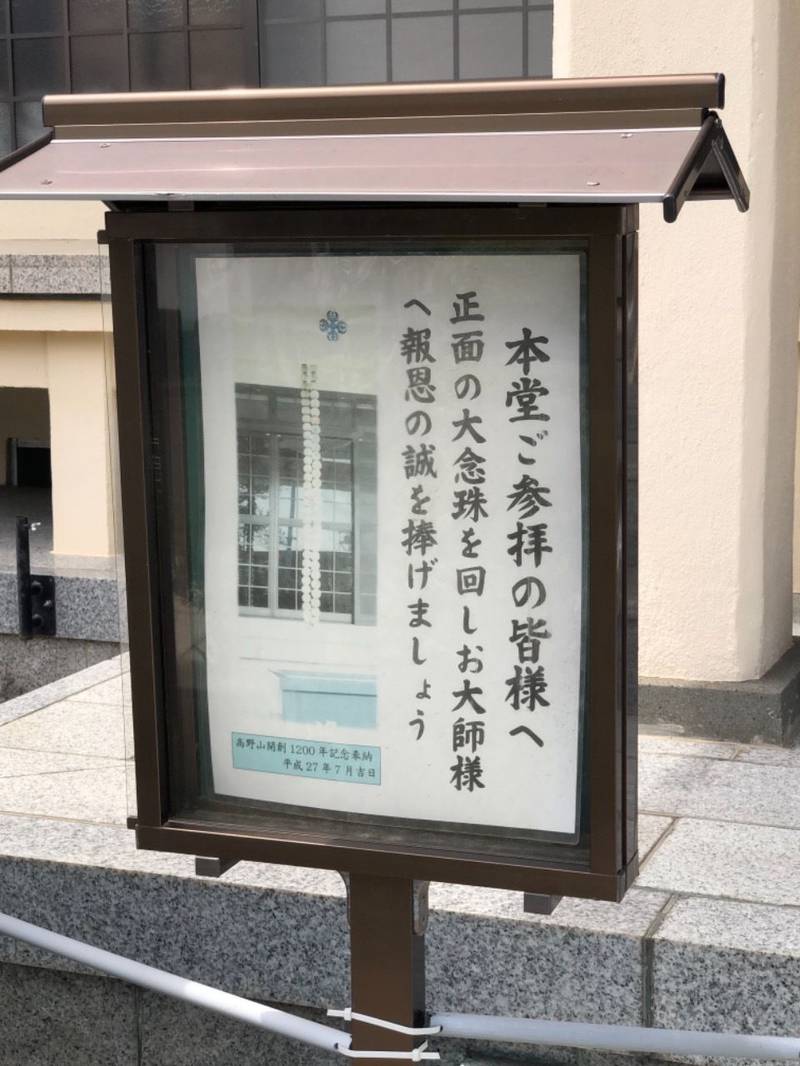 本堂ご参拝の皆様へ
正面の大念珠を回しお大師様
へ報恩の誠を捧げましょう
高野山開創1200年記念奉納
平成27年7月吉日